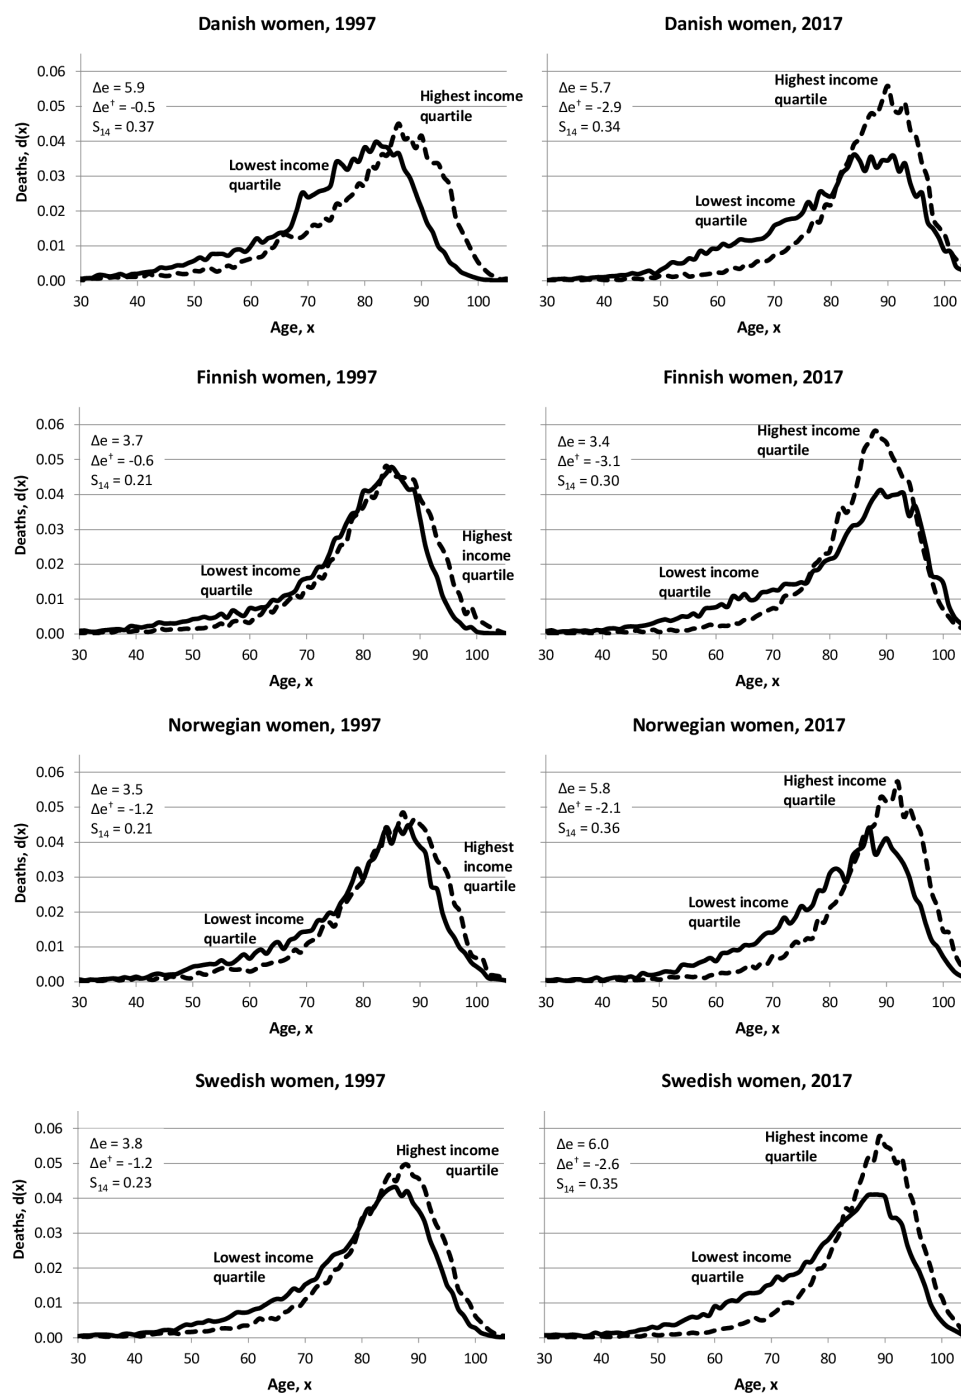 Danish women, 1997
Deaths, d(x)
0.06
0.05
0.04
0.03
0.02
0.01
0.00
Δe = 5.9
Δe† = -0.5
S14 = 0.37
Highest income
quartile
Lowest income
quartile
30 40 50 60 70 80 90 100
Age, x
Danish women, 2017
Δe = 5.7
Δe† = -2.9
S14 = 0.34
Highest income
quartile
Lowest income
quartile
30 40 50 60 70 80 90 100
Age, x
Finnish women, 1997
Deaths, d(x)
0.06
0.05
0.04
0.03
0.02
0.01
0.00
Δe = 3.7
Δe† = -0.6
S14 = 0.21
Lowest income
quartile
Highest
income
quartile
30 40 50 60 70 80 90 100
Age, x
Finnish women, 2017
Δe = 3.4
Δe† = -3.1
S14 = 0.30
Highest income
quartile
Lowest income
quartile
30 40 50 60 70 80 90 100
Age, x
Norwegian women, 1997
Deaths, d(x)
0.06
0.05
0.04
0.03
0.02
0.01
0.00
Δe = 3.5
Δe† = -1.2
S14 = 0.21
Lowest income
quartile
Highest
income
quartile
30 40 50 60 70 80 90 100
Age, x
Norwegian women, 2017
Δe = 5.8
Δe† = -2.1
S14 = 0.36
Highest income
quartile
Lowest income
quartile
30 40 50 60 70 80 90 100
Age, x
Swedish women, 1997
Deaths, d(x)
0.06
0.05
0.04
0.03
0.02
0.01
0.00
Δe = 3.8
Δe† = -1.2
S14 = 0.23
Highest income
quartile
Lowest income
quartile
30 40 50 60 70 80 90 100
Age, x
Swedish women, 2017
Δe = 6.0
Δe† = -2.6
S14 = 0.35
Highest income
quartile
Lowest income
quartile
30 40 50 60 70 80 90 100
Age, x